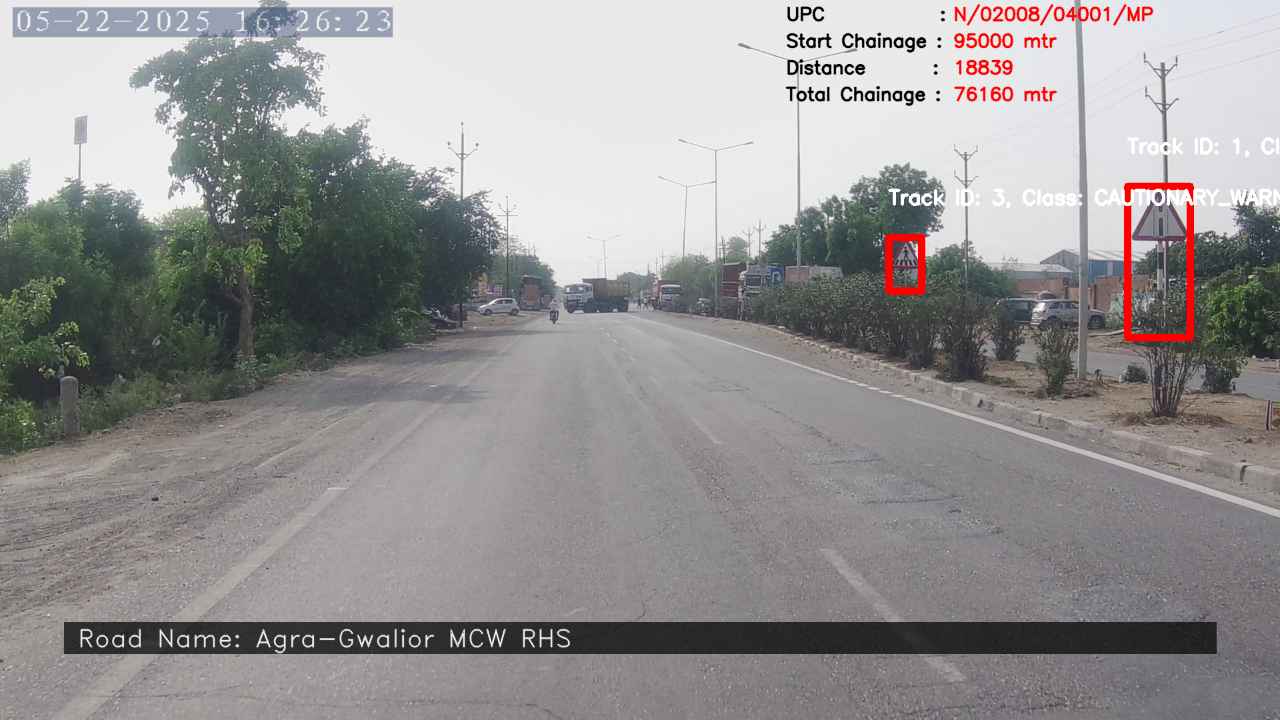 05-22-2025 16:26:23
UPC : N/02008/04001/MP
Start Chainage : 95000 mtr
Distance : 18839
Total Chainage : 76160 mtr
Track ID: 1, Cl
Track ID: 3, Class: CAUTIONARY_WARN
Road Name: Agra-Gwalior MCW RHS